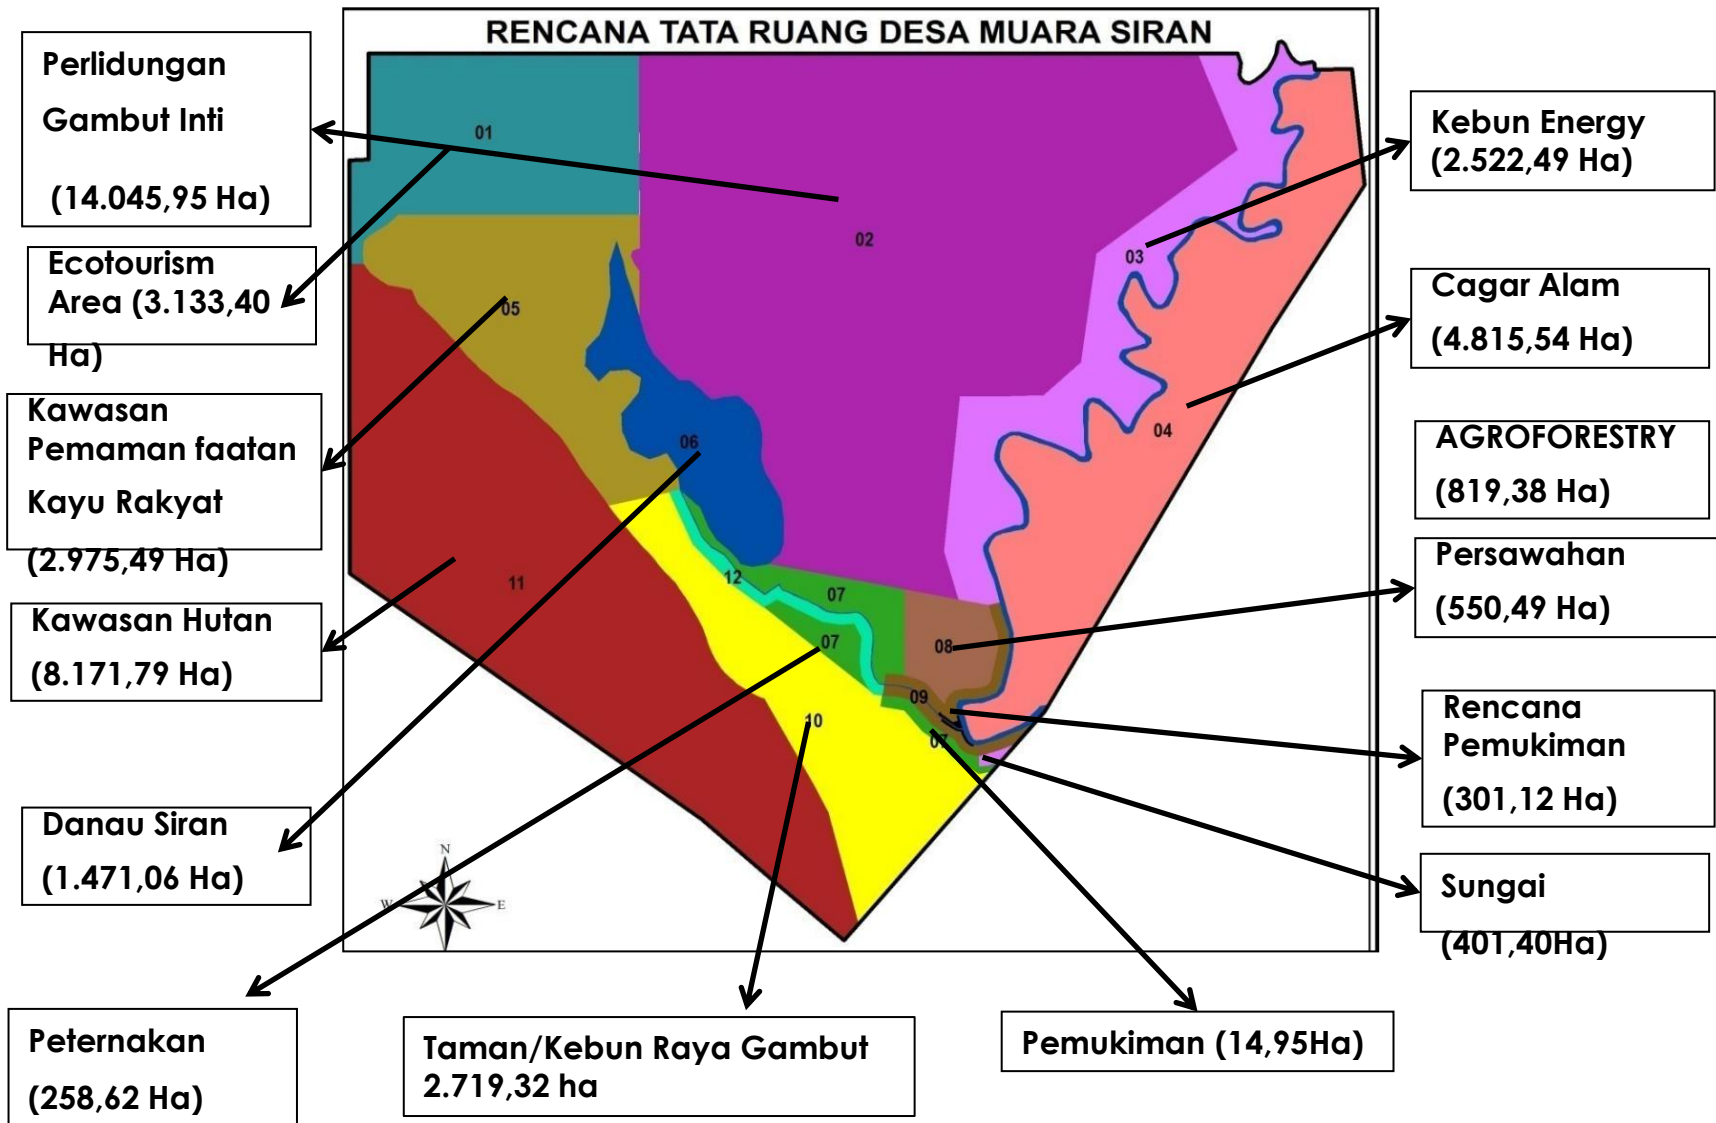 RENCANA TATA RUANG DESA MUARA SIRAN
Perlidungan
Gambut Inti
(14.045,95 Ha)
Ecotourism
Area (3.133,40
Ha)
Kawasan
Pemaman faatan
Kayu Rakyat
(2.975,49 Ha)
Kawasan Hutan
(8.171,79 Ha)
Danau Siran
(1.471,06 Ha)
Peternakan
(258,62 Ha)
Taman/Kebun Raya Gambut
2.719,32 ha
Pemukiman (14,95Ha)
Kebun Energy
(2.522,49 Ha)
Cagar Alam
(4.815,54 Ha)
AGROFORESTRY
(819,38 Ha)
Persawahan
(550,49 Ha)
Rencana
Pemukiman
(301,12 Ha)
Sungai
(401,40Ha)
01
02
03
04
05
06
07
07
07
08
09
10
11
12
N
W
E